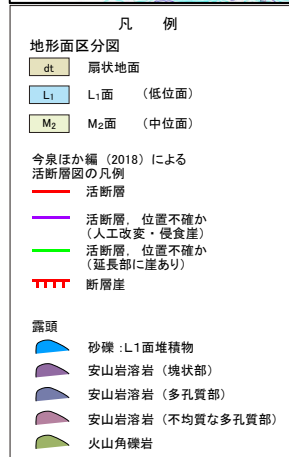 凡　例
地形面区分図
dt　扇状地面
L1　L1面　（低位面）
M2　M2面　（中位面）
今泉ほか編（2018）による
活断層図の凡例
活断層
活断層，位置不確か
（人工改変・侵食崖）
活断層，位置不確か
（延長部に崖あり）
断層崖
露頭
砂礫：L1面堆積物
安山岩溶岩（塊状部）
安山岩溶岩（多孔質部）
安山岩溶岩（不均質な多孔質部）
火山角礫岩